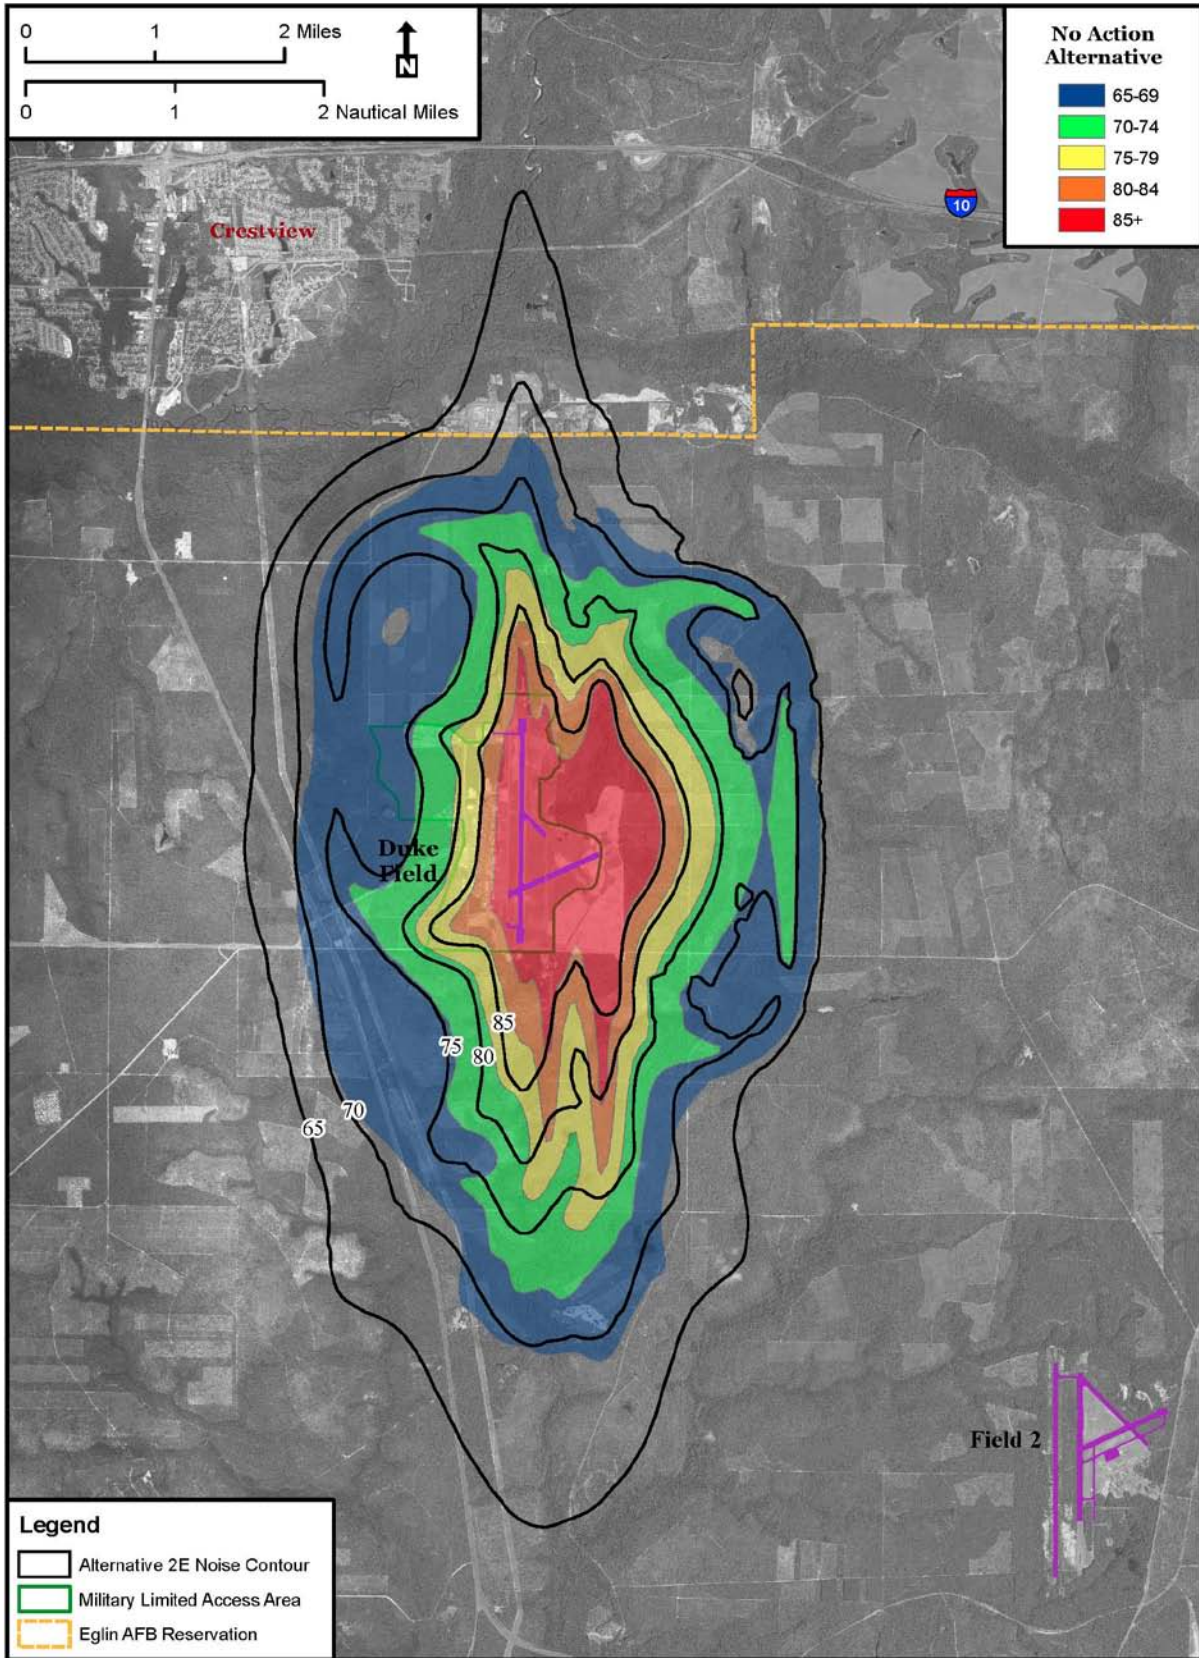 0 1 2 Miles
N
0 1 2 Nautical Miles
No Action
Alternative
65-69
70-74
75-79
80-84
85+
10
Crestview
Duke
Field
85
75
80
70
65
Field 2
Legend
Alternative 2E Noise Contour
Military Limited Access Area
Eglin AFB Reservation